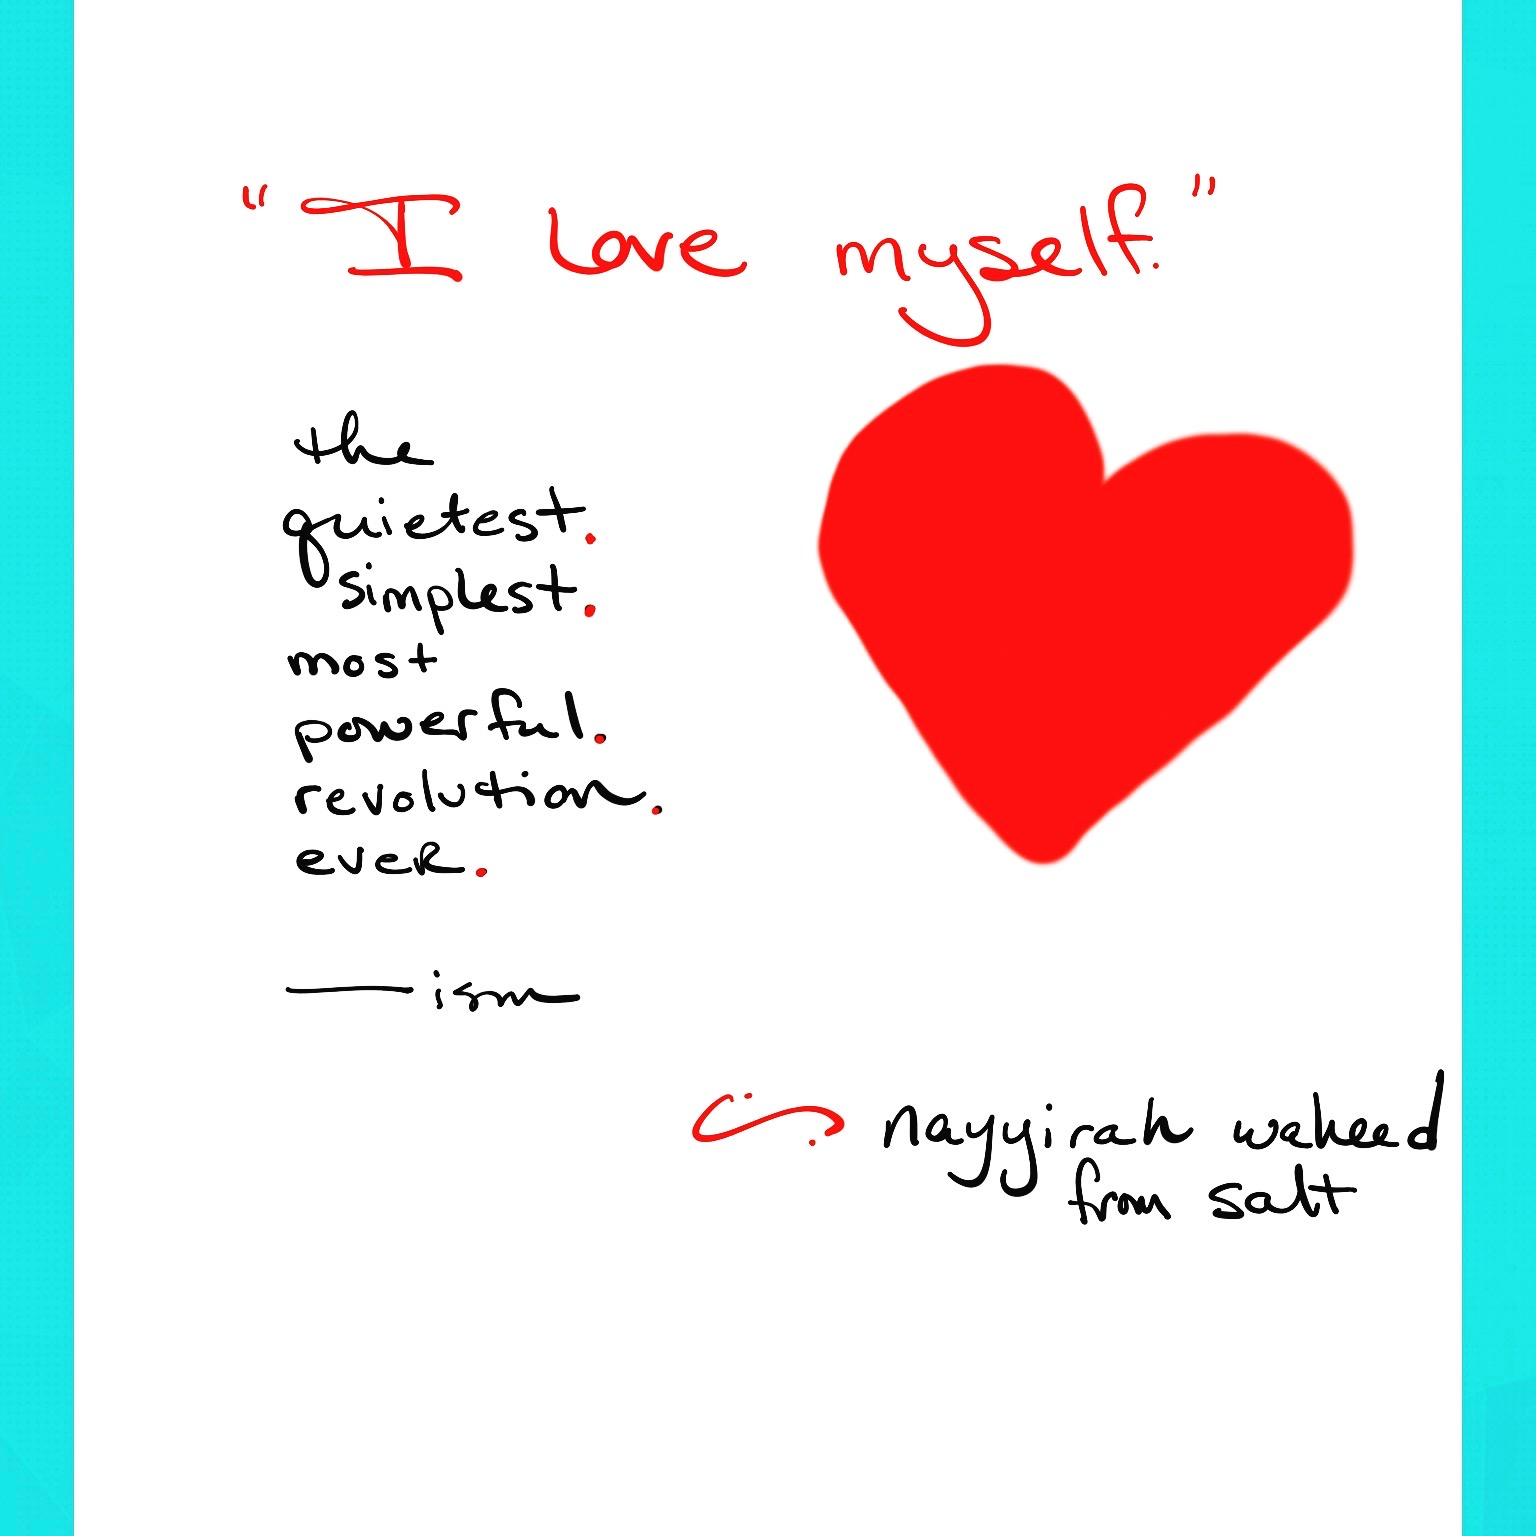 "I love myself."
the
quietest.
simplest.
most
powerful.
revolution.
ever.
— ism
nayyirah waheed
from salt